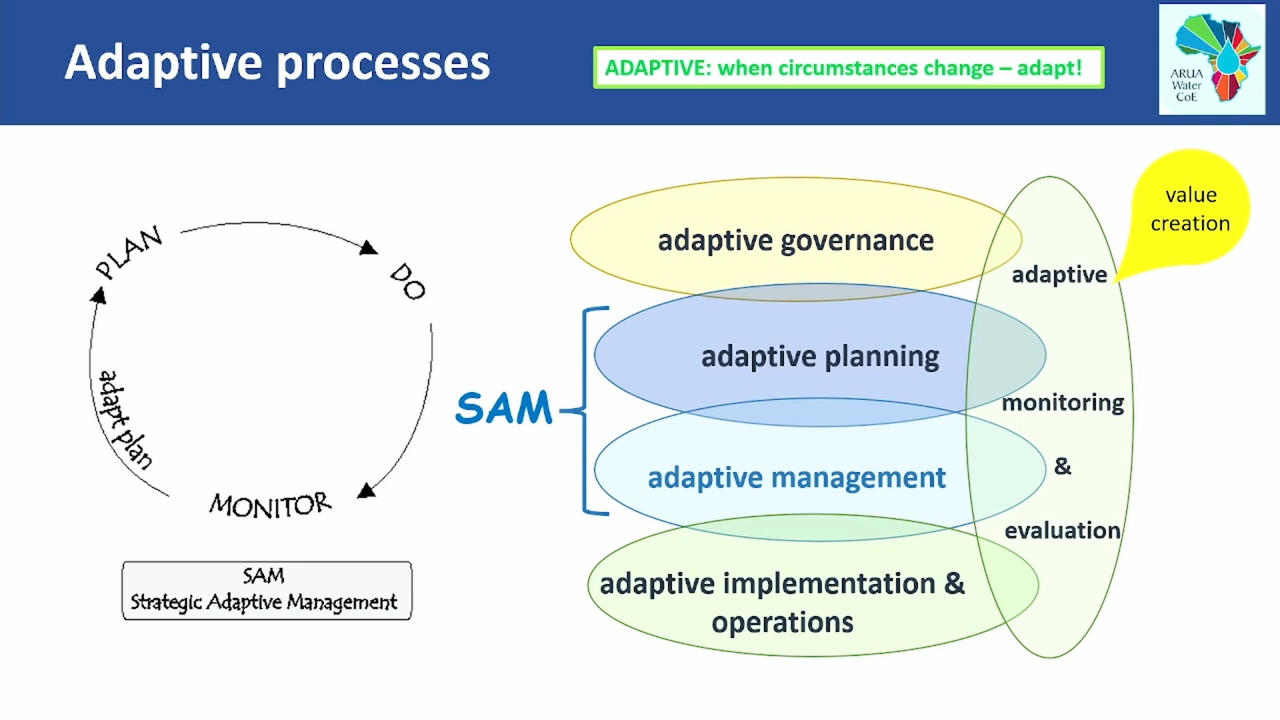 Adaptive processes
ADAPTIVE: when circumstances change – adapt!
ARUA
Water
CoE
PLAN
DO
MONITOR
adapt plan
SAM
Strategic Adaptive Management
SAM
adaptive governance
adaptive planning
adaptive management
adaptive implementation &
operations
adaptive
monitoring
&
evaluation
value
creation